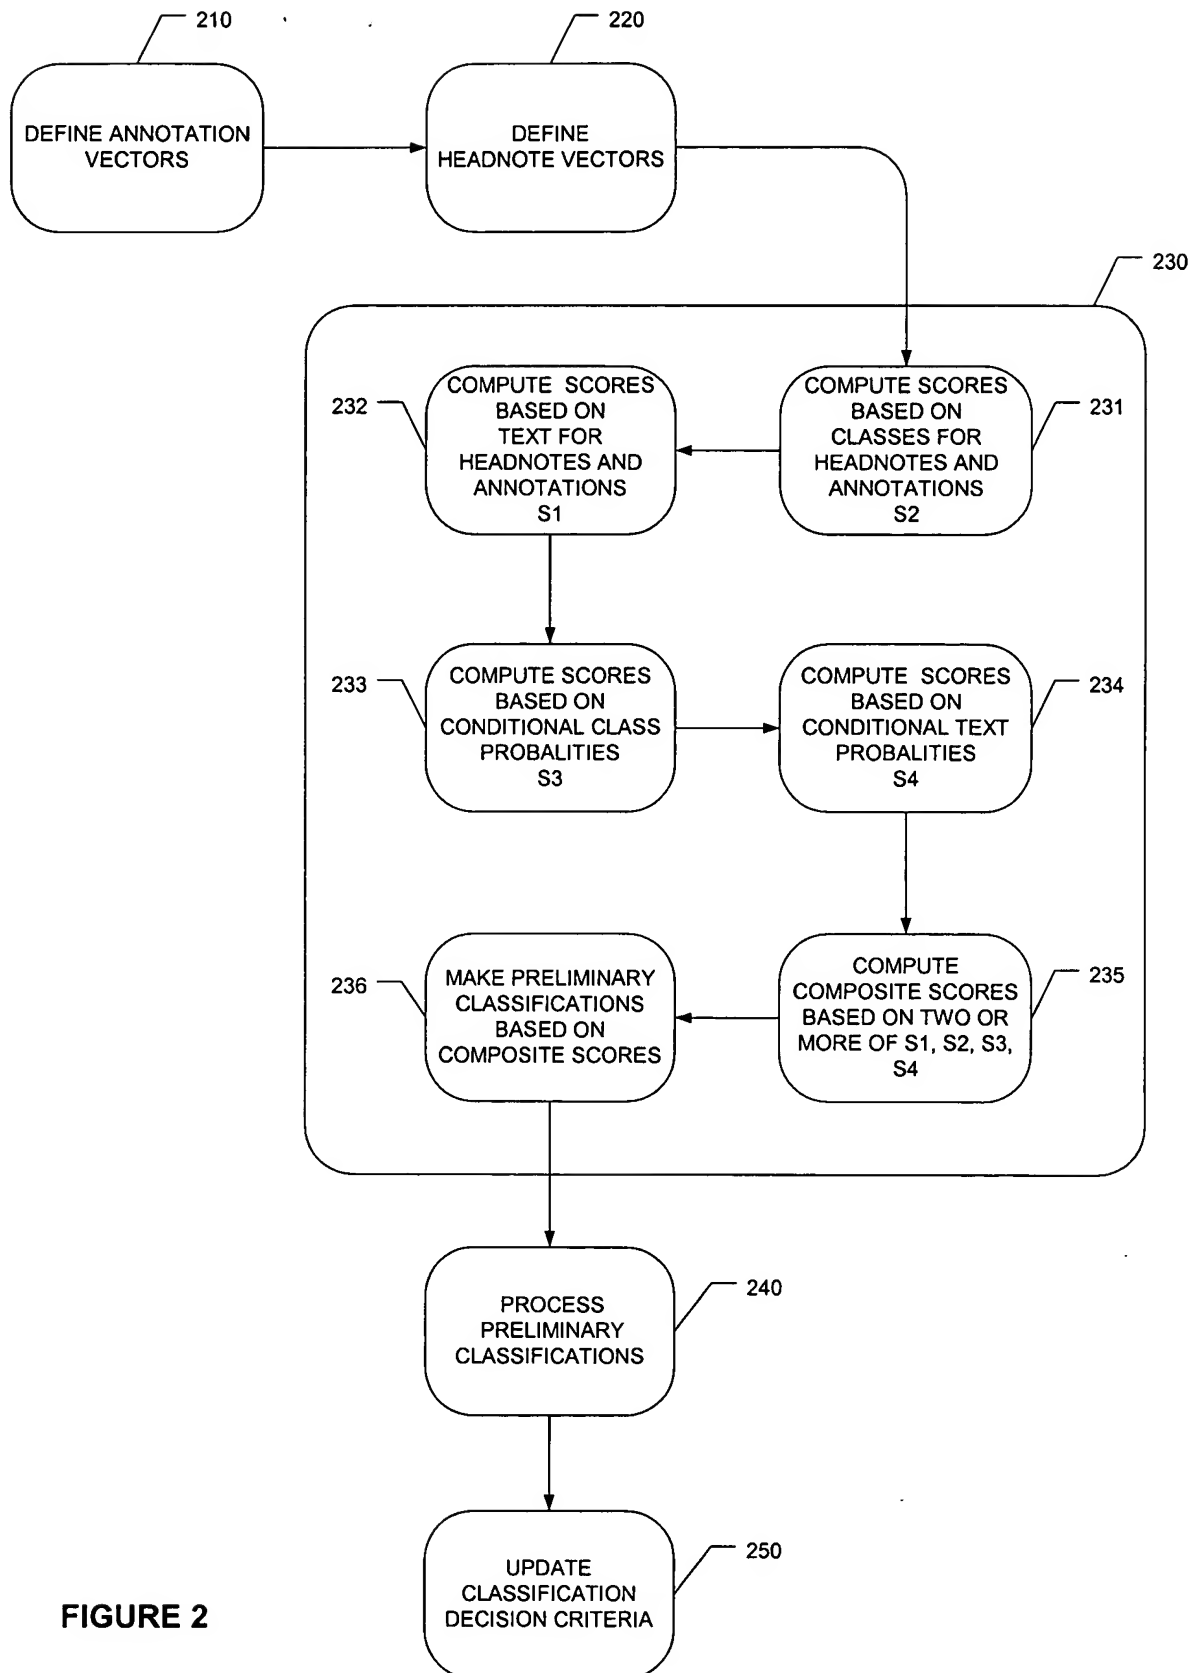 210
220
DEFINE ANNOTATION
VECTORS
DEFINE
HEADNOTE VECTORS
230
232
COMPUTE SCORES
BASED ON
TEXT FOR
HEADNOTES AND
ANNOTATIONS
S1
COMPUTE SCORES
BASED ON
CLASSES FOR
HEADNOTES AND
ANNOTATIONS
S2
231
233
COMPUTE SCORES
BASED ON
CONDITIONAL CLASS
PROBALITIES
S3
COMPUTE SCORES
BASED ON
CONDITIONAL TEXT
PROBALITIES
S4
234
236
MAKE PRELIMINARY
CLASSIFICATIONS
BASED ON
COMPOSITE SCORES
COMPUTE
COMPOSITE SCORES
BASED ON TWO OR
MORE OF S1, S2, S3,
S4
235
PROCESS
PRELIMINARY
CLASSIFICATIONS
240
UPDATE
CLASSIFICATION
DECISION CRITERIA
250
FIGURE 2